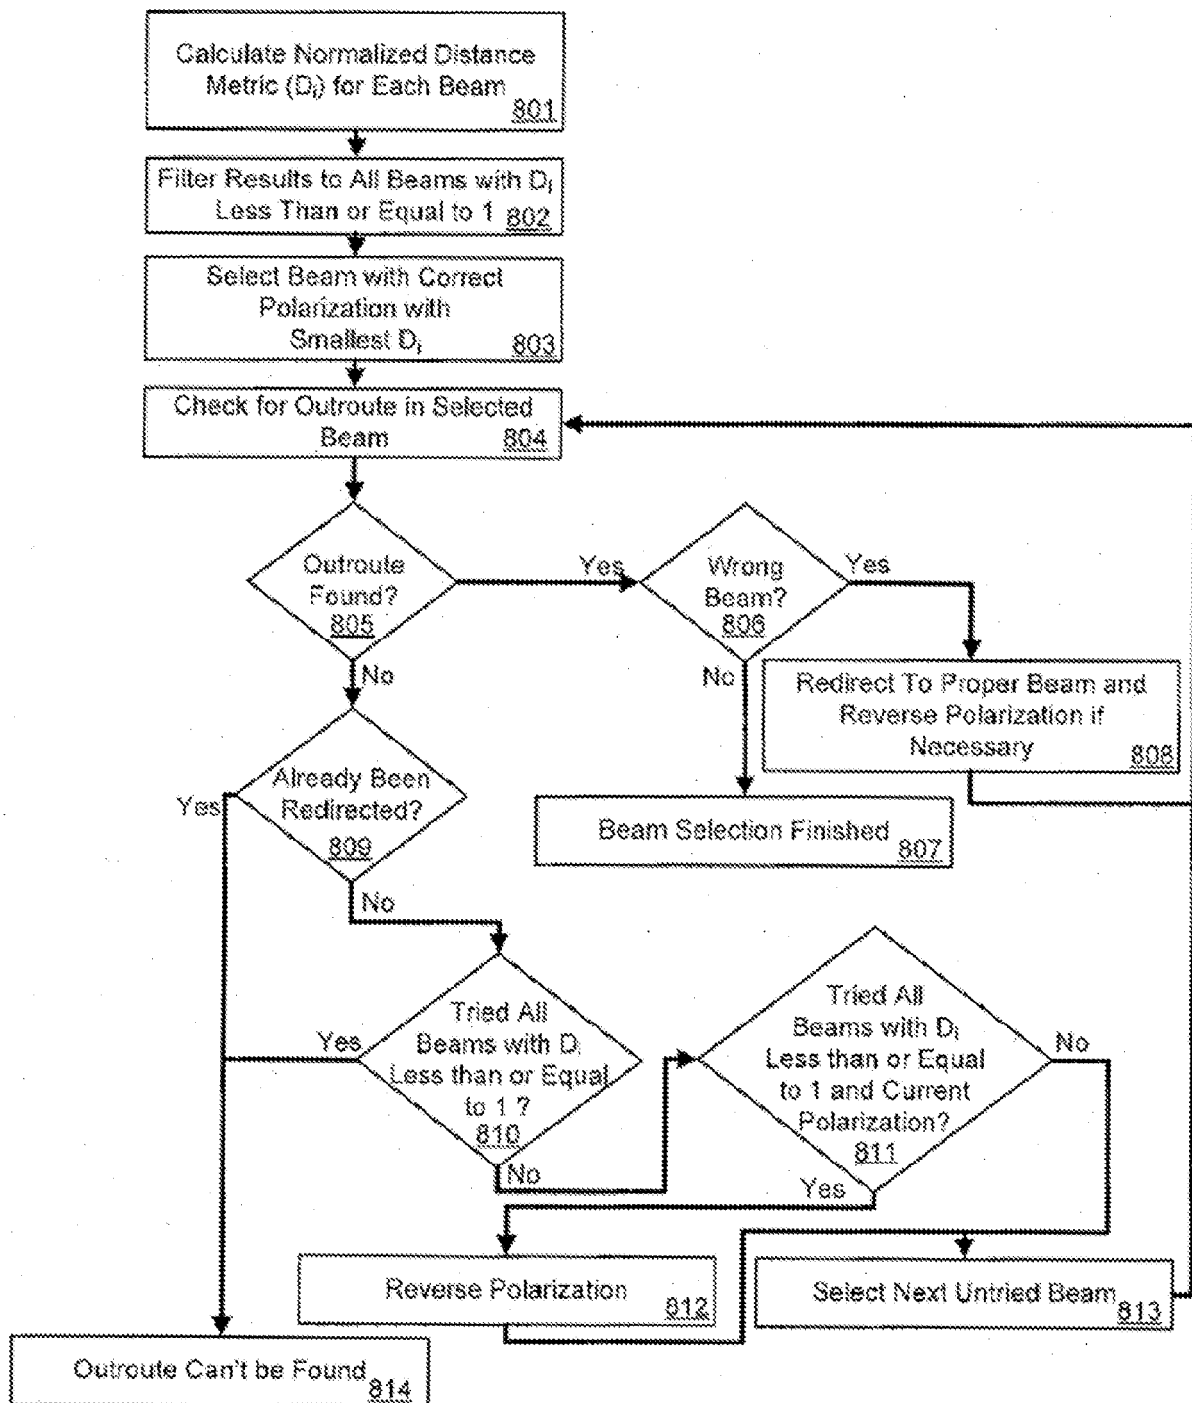 Calculate Normalized Distance
Metric (Di) for Each Beam
801
Filter Results to All Beams with Di
Less Than or Equal to 1
802
Select Beam with Correct
Polarization with
Smallest Di
803
Check for Outroute in Selected
Beam
804
Outroute
Found?
805
Yes
No
Wrong
Beam?
806
Yes
No
Redirect To Proper Beam and
Reverse Polarization if
Necessary
808
Beam Selection Finished
807
Already Been
Redirected?
809
Yes
No
Tried All
Beams with Di
Less than or Equal
to 1 ?
810
Yes
No
Tried All
Beams with Di
Less than or Equal
to 1 and Current
Polarization?
811
No
Yes
Reverse Polarization
812
Select Next Untried Beam
813
Outroute Can't be Found
814